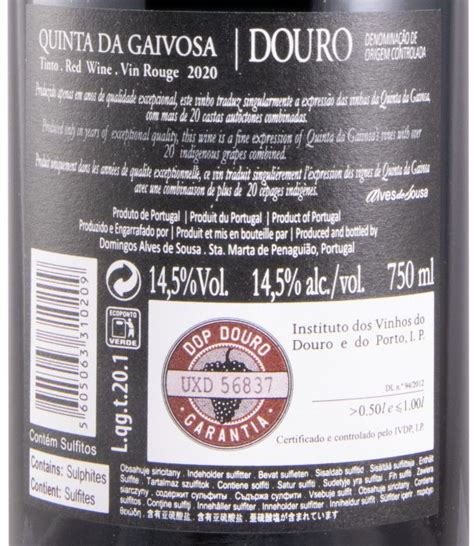 QUINTA DA GAIVOSA | DOURO DENOMINAÇÃO DE ORIGEM CONTROLADA
Tinto . Red Wine . Vin Rouge 2020
Produzido apenas em anos de qualidade excepcional, este vinho traduz singularmente a expressão das vinhas da Quinta da Gaivosa,
com mais de 20 castas autóctones combinadas.
Produced only in years of exceptional quality, this wine is a fine expression of Quinta da Gaivosa's vines with over
20 indigenous grapes combined.
Produit uniquement dans les années de qualité exceptionnelle, ce vin traduit singulièrement l'expression des vignes de Quinta da Gaivosa
avec une combinaison de plus de 20 cépages indigènes.
alves de sousa
Produto de Portugal | Produit du Portugal | Product of Portugal
Produzido e Engarrafado por | Produit et mis en bouteille par | Produced and bottled by
Domingos Alves de Sousa . Sta. Marta de Penaguião, Portugal
14,5%Vol. 14,5% alc./vol. 750 ml
ECOPONTO
VERDE
5 605063 310209
L.qg.t.20.1
DOP DOURO
UXD 56837
GARANTIA
Instituto dos Vinhos do
Douro e do Porto, I. P.
DL n.º 94/2012
>0.50l e ≤1.00l
Certificado e controlado pelo IVDP, I.P.
Contém Sulfitos
Contains: Sulphites
Contient: Sulfites